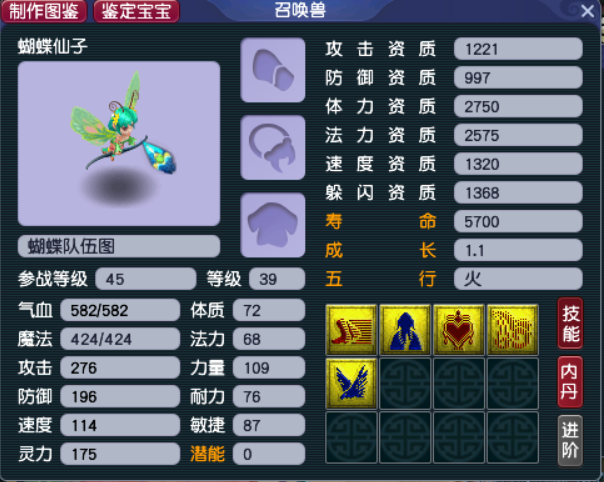 制作图鉴 鉴定宝宝 召唤兽
蝴蝶仙子
蝴蝶队伍图
参战等级 45 等级 39
气血 582/582 体质 72
魔法 424/424 法力 68
攻击 276 力量 109
防御 196 耐力 76
速度 114 敏捷 87
灵力 175 潜能 0
攻击资质 1221
防御资质 997
体力资质 2750
法力资质 2575
速度资质 1320
躲闪资质 1368
寿命 5700
成长 1.1
五行 火
技能
内丹
进阶